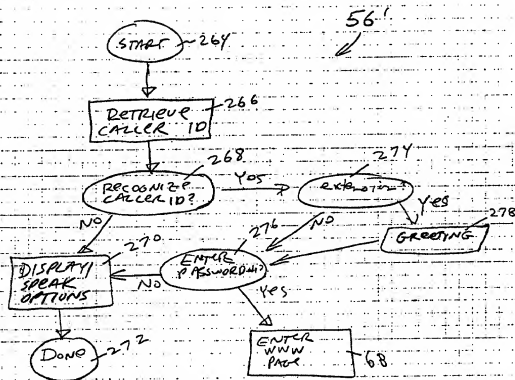 56'
START
264
RETRIEVE
CALLER ID
266
RECOGNIZE
CALLER ID?
268
Yes
274
Yes
NO
NO
GREETING
278
276
ENTER
DISPLAY/
SPEAK
OPTIONS
270
NO
Yes
DONE
272
ENTER
WWW
PAGE
68